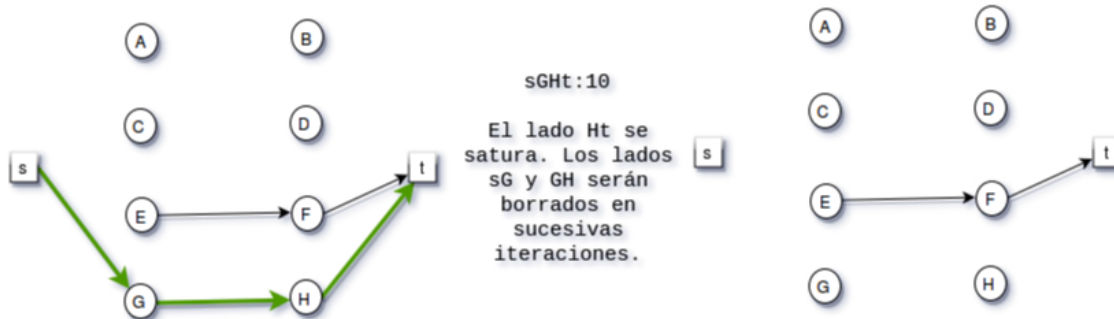 A
B
C
D
s
t
E
F
G
H
sGHt:10
El lado Ht se
satura. Los lados
sG y GH serán
borrados en
sucesivas
iteraciones.
A
B
C
D
s
t
E
F
G
H